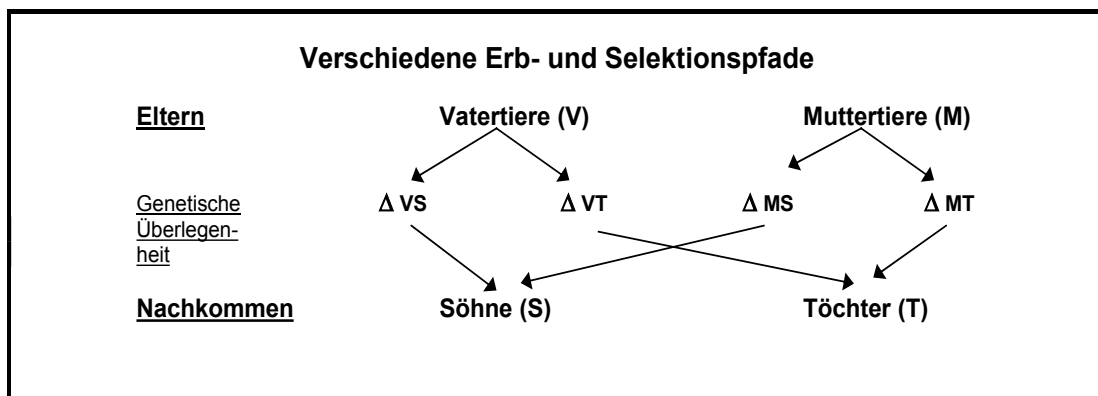 Verschiedene Erb- und Selektionspfade
Eltern Vatertiere (V) Muttertiere (M)
Genetische Δ VS Δ VT Δ MS Δ MT
Überlegen-
heit
Nachkommen Söhne (S) Töchter (T)